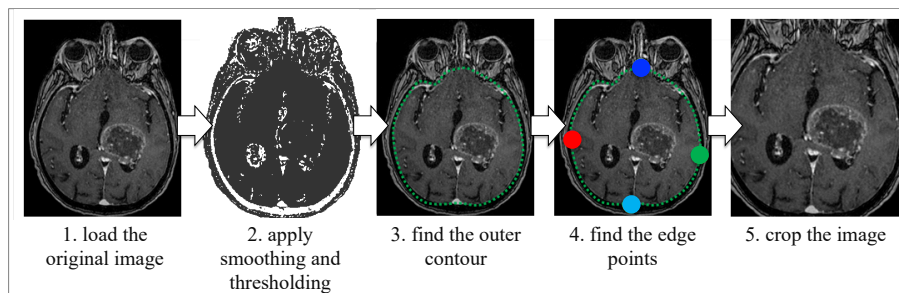 1. load the
original image
2. apply
smoothing and
thresholding
3. find the outer
contour
4. find the edge
points
5. crop the image